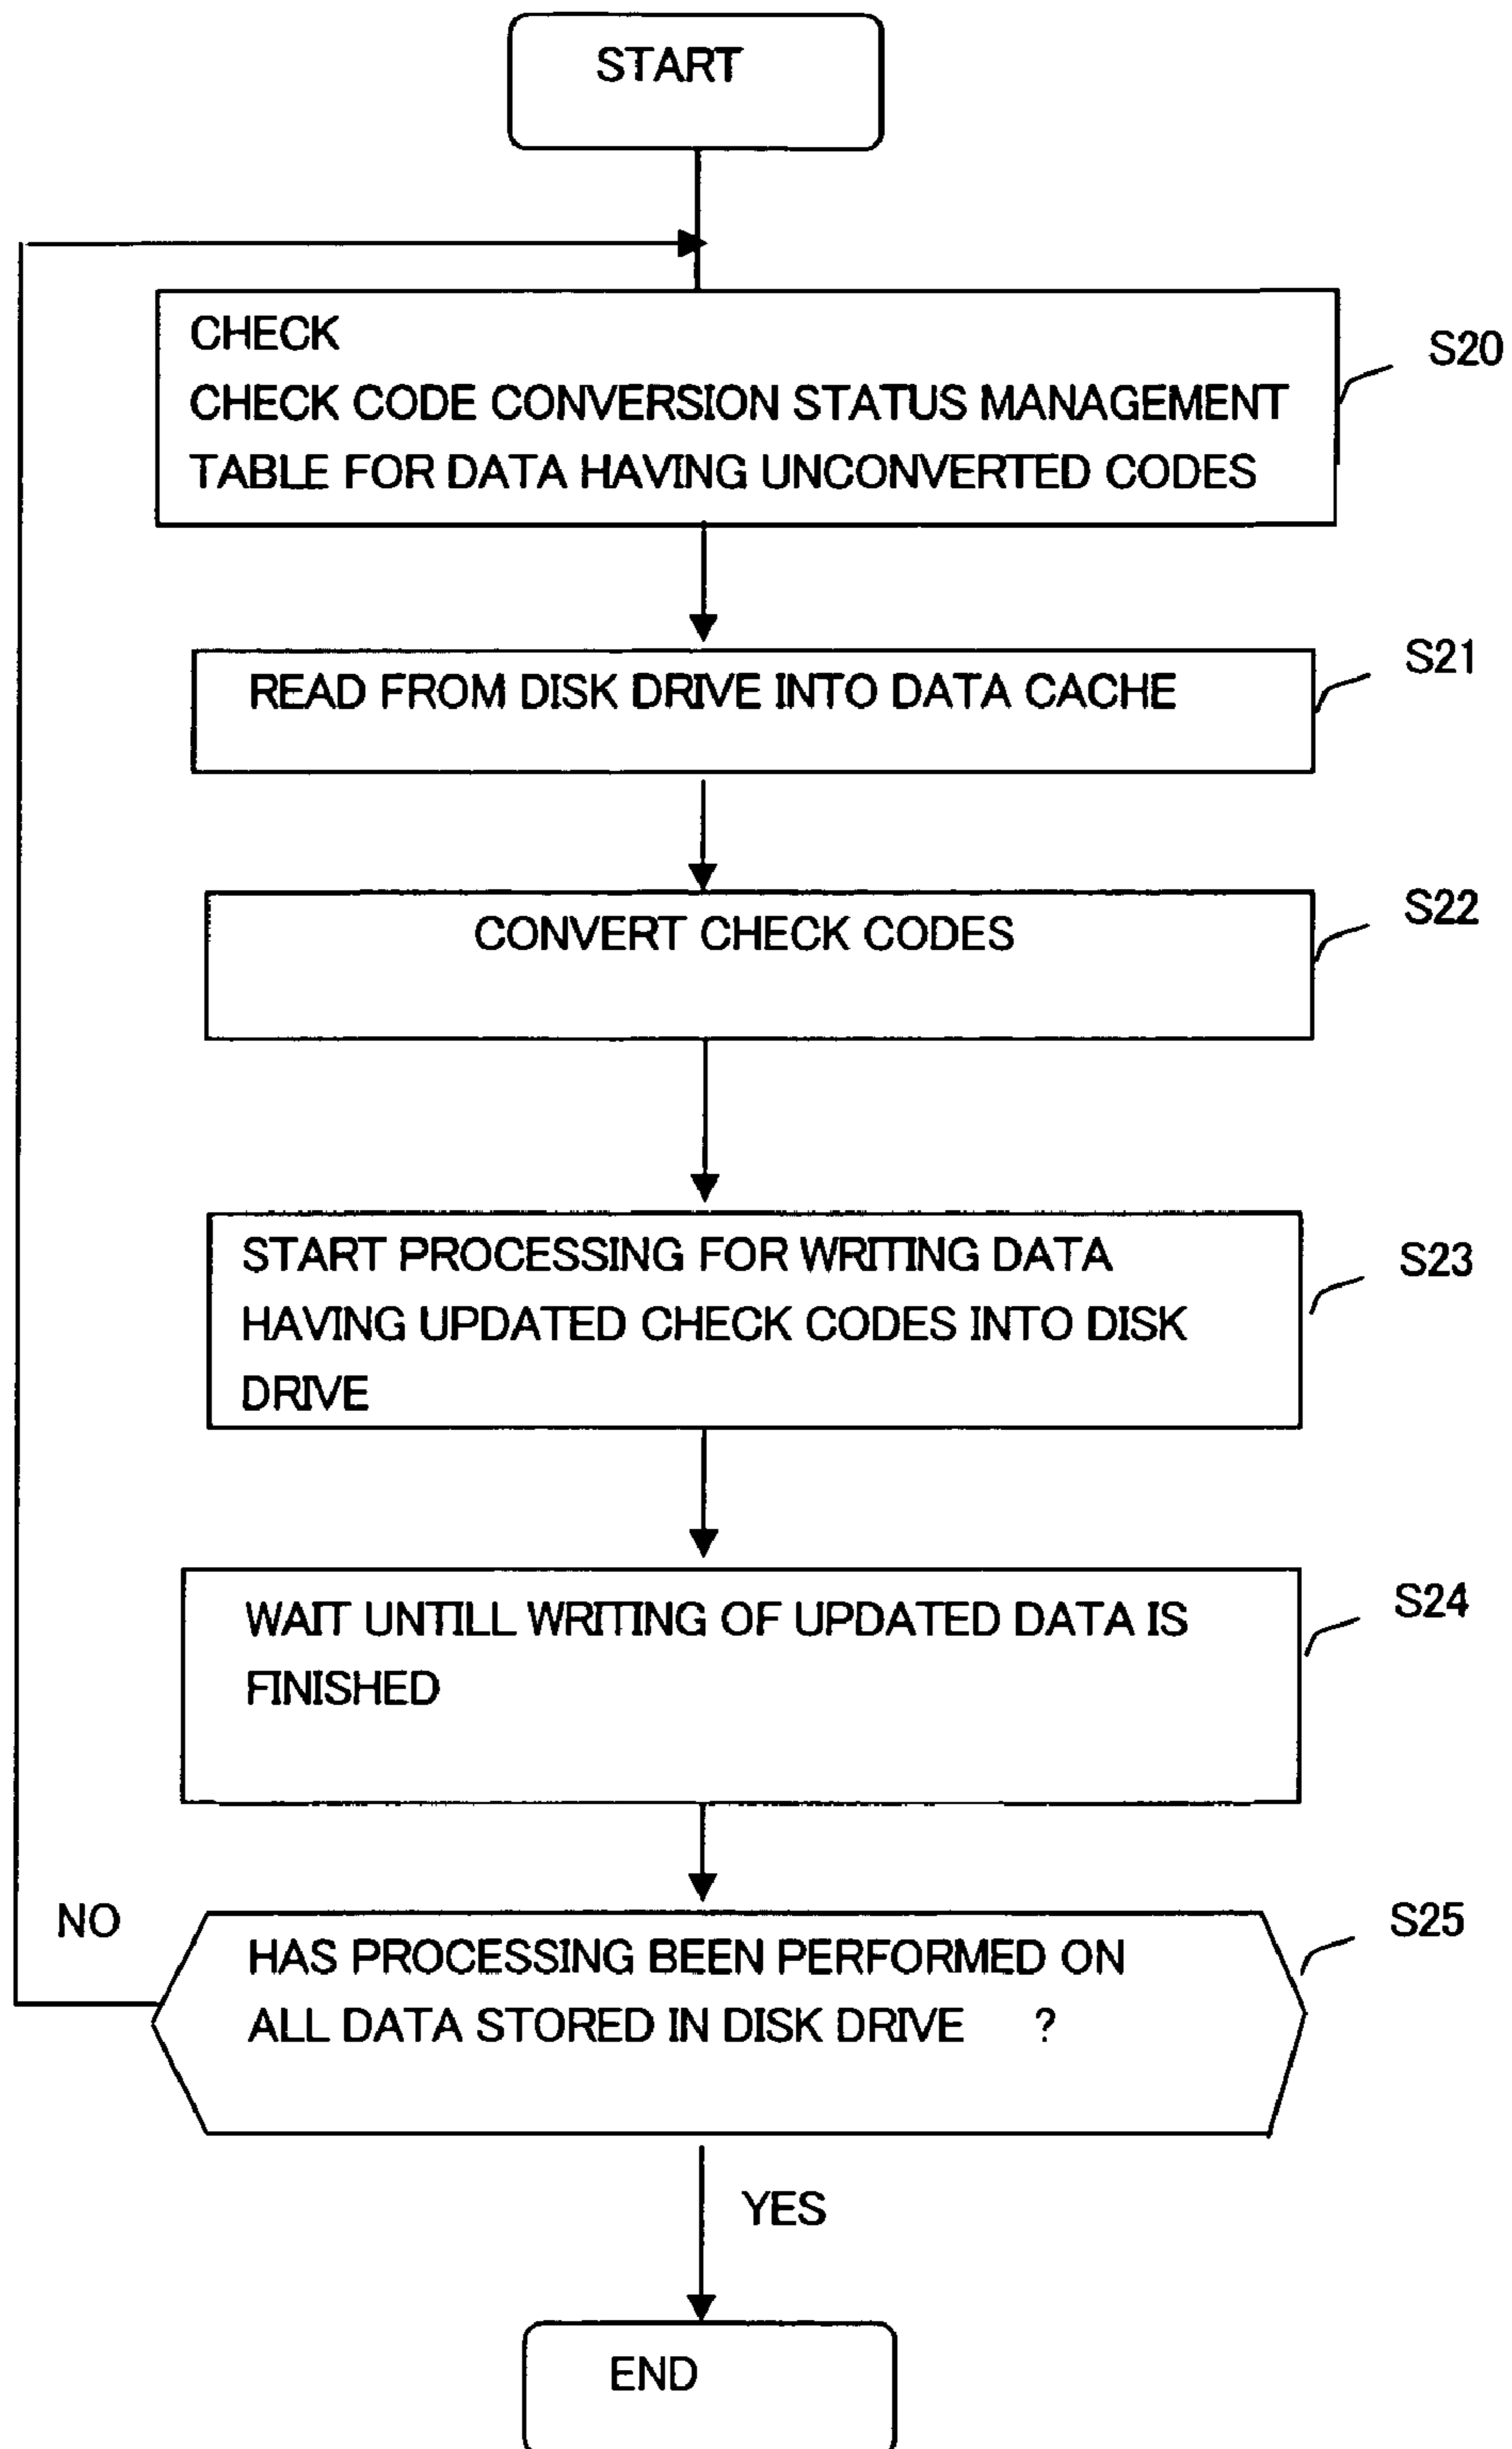 START
CHECK
CHECK CODE CONVERSION STATUS MANAGEMENT
TABLE FOR DATA HAVING UNCONVERTED CODES
S20
READ FROM DISK DRIVE INTO DATA CACHE
S21
CONVERT CHECK CODES
S22
START PROCESSING FOR WRITING DATA
HAVING UPDATED CHECK CODES INTO DISK
DRIVE
S23
WAIT UNTILL WRITING OF UPDATED DATA IS
FINISHED
S24
NO
HAS PROCESSING BEEN PERFORMED ON
ALL DATA STORED IN DISK DRIVE ?
S25
YES
END